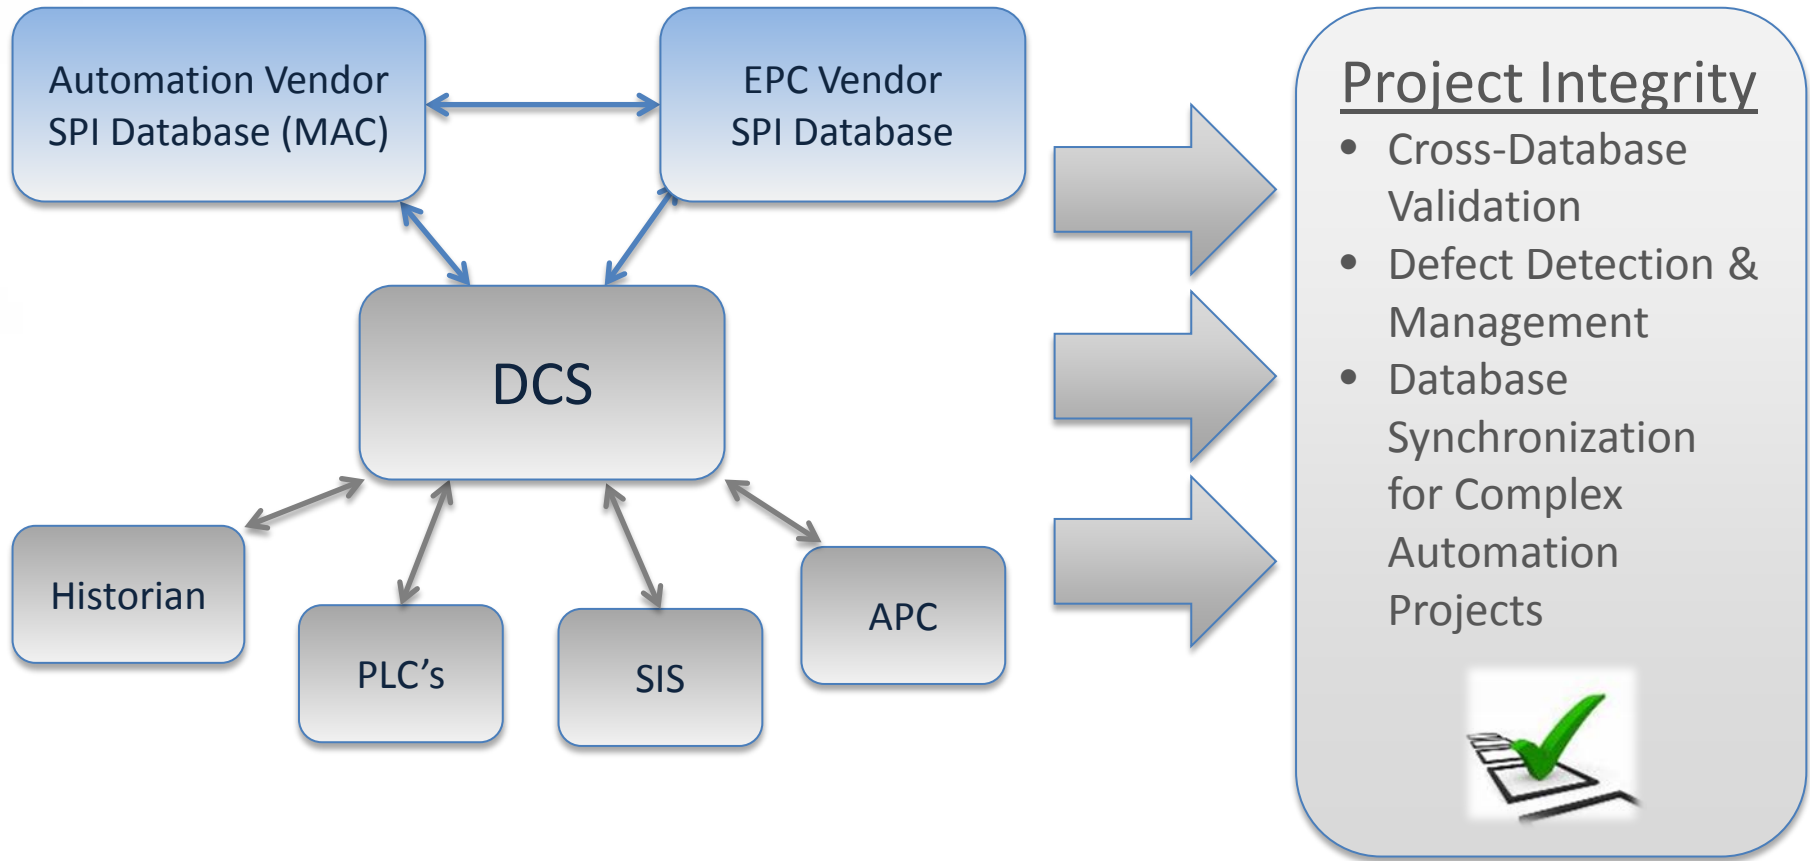 Automation Vendor
SPI Database (MAC)
EPC Vendor
SPI Database
DCS
Historian
PLC’s
SIS
APC
Project Integrity
• Cross-Database
Validation
• Defect Detection &
Management
• Database
Synchronization
for Complex
Automation
Projects